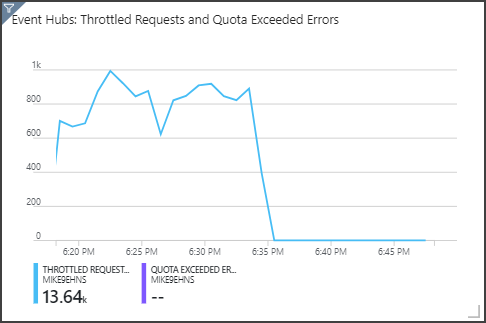 Event Hubs: Throttled Requests and Quota Exceeded Errors
1k
800
600
400
200
0
6:20 PM 6:25 PM 6:30 PM 6:35 PM 6:40 PM 6:45 PM
THROTTLED REQUEST... QUOTA EXCEEDED ER...
MIKE9EHNS MIKE9EHNS
13.64k --